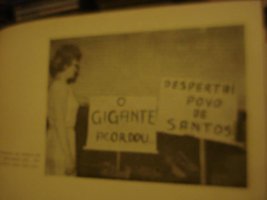 O
GIGANTE
ACORDOU
DESPERTAI
POVO
DE
SANTOS